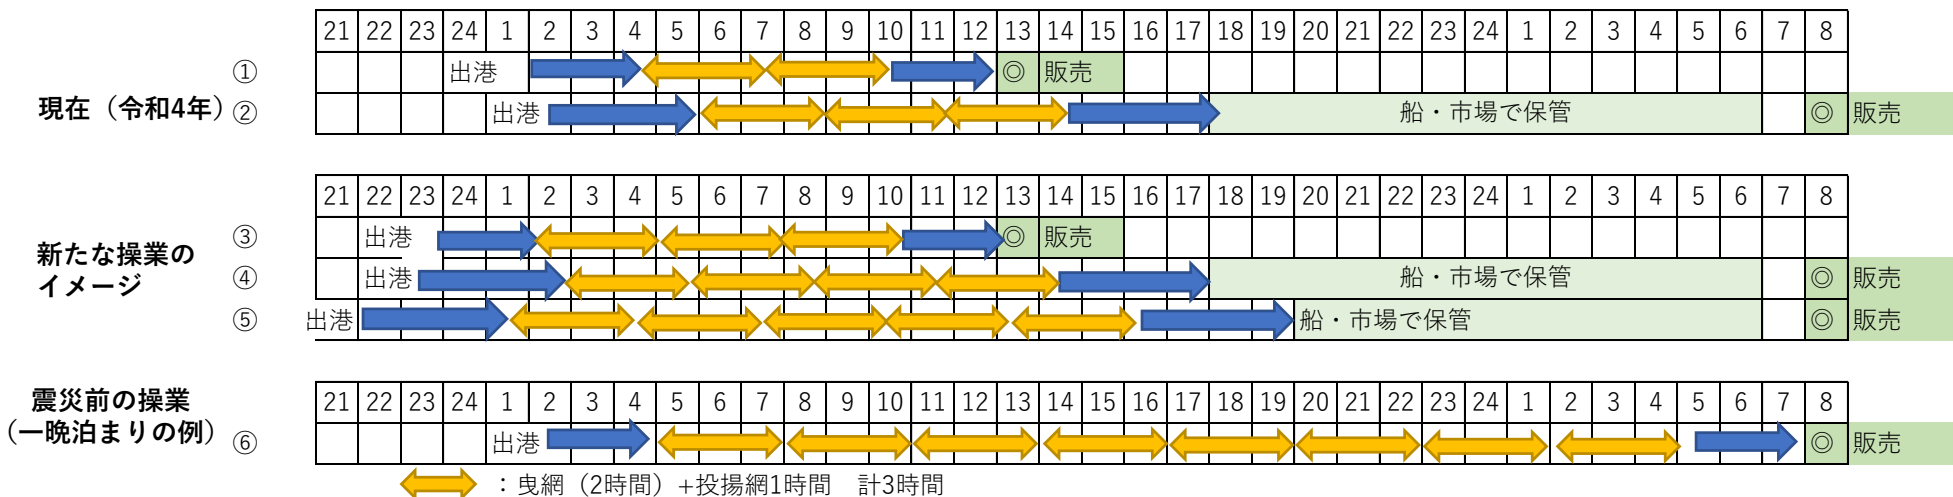 21 22 23 24 1 2 3 4 5 6 7 8 9 10 11 12 13 14 15 16 17 18 19 20 21 22 23 24 1 2 3 4 5 6 7 8
① 出港 ◎ 販売
現在（令和4年）② 出港 船・市場で保管 ◎ 販売
21 22 23 24 1 2 3 4 5 6 7 8 9 10 11 12 13 14 15 16 17 18 19 20 21 22 23 24 1 2 3 4 5 6 7 8
③ 出港 ◎ 販売
新たな操業の
イメージ
④ 出港 船・市場で保管 ◎ 販売
⑤ 出港 船・市場で保管 ◎ 販売
21 22 23 24 1 2 3 4 5 6 7 8 9 10 11 12 13 14 15 16 17 18 19 20 21 22 23 24 1 2 3 4 5 6 7 8
震災前の操業
（一晩泊まりの例）⑥ 出港 ◎ 販売
：曳網（2時間）+投揚網1時間　計3時間